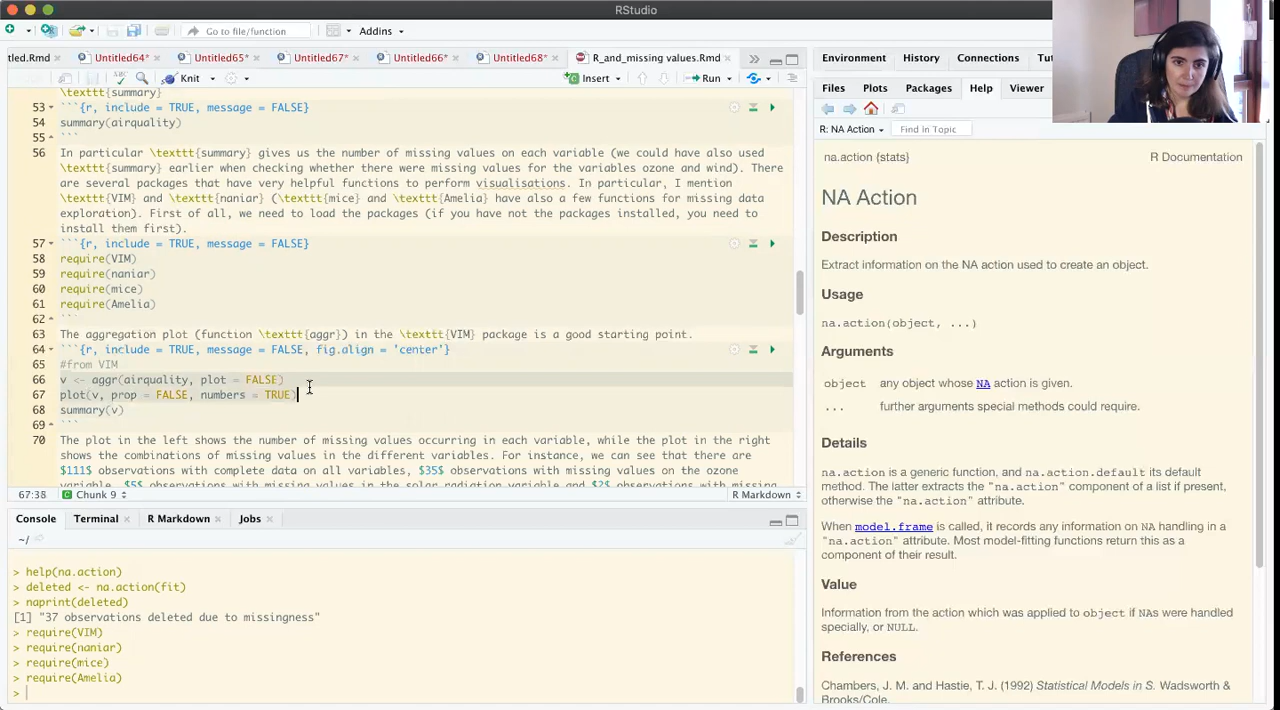 RStudio
Go to file/function
Addins
tled.Rmd
Untitled64*
Untitled65*
Untitled67*
Untitled66*
Untitled68*
R_and_missing values.Rmd
Knit
Insert
Run
\texttt{summary}
53 ```{r, include = TRUE, message = FALSE}
54 summary(airquality)
55 ```
56 In particular \texttt{summary} gives us the number of missing values on each variable (we could have also used
\texttt{summary} earlier when checking whether there were missing values for the variables ozone and wind). There
are several packages that have very helpful functions to perform visualisations. In particular, I mention
\texttt{VIM} and \texttt{naniar} (\texttt{mice} and \texttt{Amelia} have also a few functions for missing data
exploration). First of all, we need to load the packages (if you have not the packages installed, you need to
install them first).
57 ```{r, include = TRUE, message = FALSE}
58 require(VIM)
59 require(naniar)
60 require(mice)
61 require(Amelia)
62 ```
63 The aggregation plot (function \texttt{aggr}) in the \texttt{VIM} package is a good starting point.
64 ```{r, include = TRUE, message = FALSE, fig.align = 'center'}
65 #from VIM
66 v <- aggr(airquality, plot = FALSE)
67 plot(v, prop = FALSE, numbers = TRUE)
68 summary(v)
69 ```
70 The plot in the left shows the number of missing values occurring in each variable, while the plot in the right
shows the combinations of missing values in the different variables. For instance, we can see that there are
$111$ observations with complete data on all variables, $35$ observations with missing values on the ozone
variable, $5$ observations with missing values in the solar radiation variable and $2$ observations with missing
67:38 Chunk 9 R Markdown
Console Terminal R Markdown Jobs
~/
> help(na.action)
> deleted <- na.action(fit)
> naprint(deleted)
[1] "37 observations deleted due to missingness"
> require(VIM)
> require(naniar)
> require(mice)
> require(Amelia)
>
Environment History Connections Tut
Files Plots Packages Help Viewer
R: NA Action Find in Topic
na.action {stats} R Documentation
NA Action
Description
Extract information on the NA action used to create an object.
Usage
na.action(object, ...)
Arguments
object any object whose NA action is given.
... further arguments special methods could require.
Details
na.action is a generic function, and na.action.default its default
method. The latter extracts the "na.action" component of a list if present,
otherwise the "na.action" attribute.
When model.frame is called, it records any information on NA handling in a
"na.action" attribute. Most model-fitting functions return this as a
component of their result.
Value
Information from the action which was applied to object if NAs were handled
specially, or NULL.
References
Chambers, J. M. and Hastie, T. J. (1992) Statistical Models in S. Wadsworth &
Brooks/Cole.